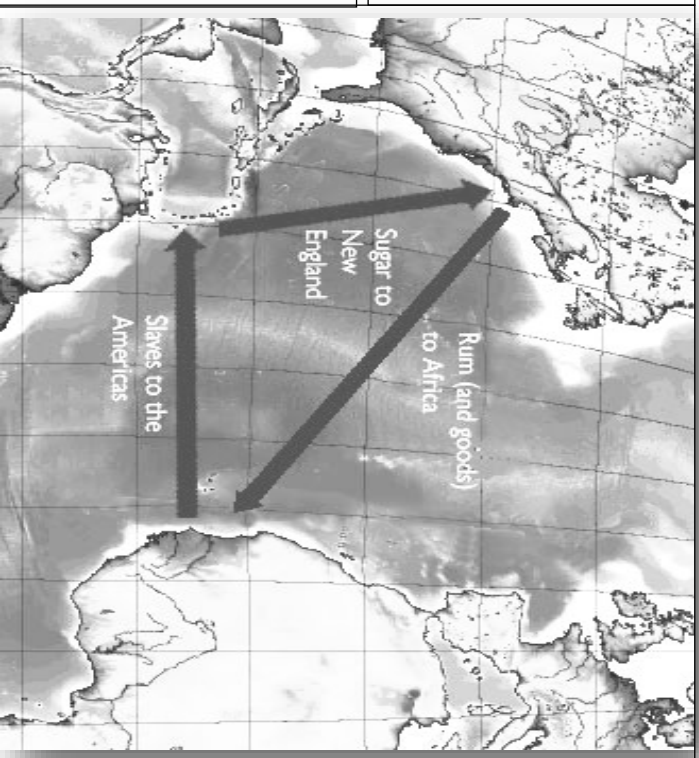 Sugar to
New
England
Rum (and goods)
to Africa
Slaves to the
Americas